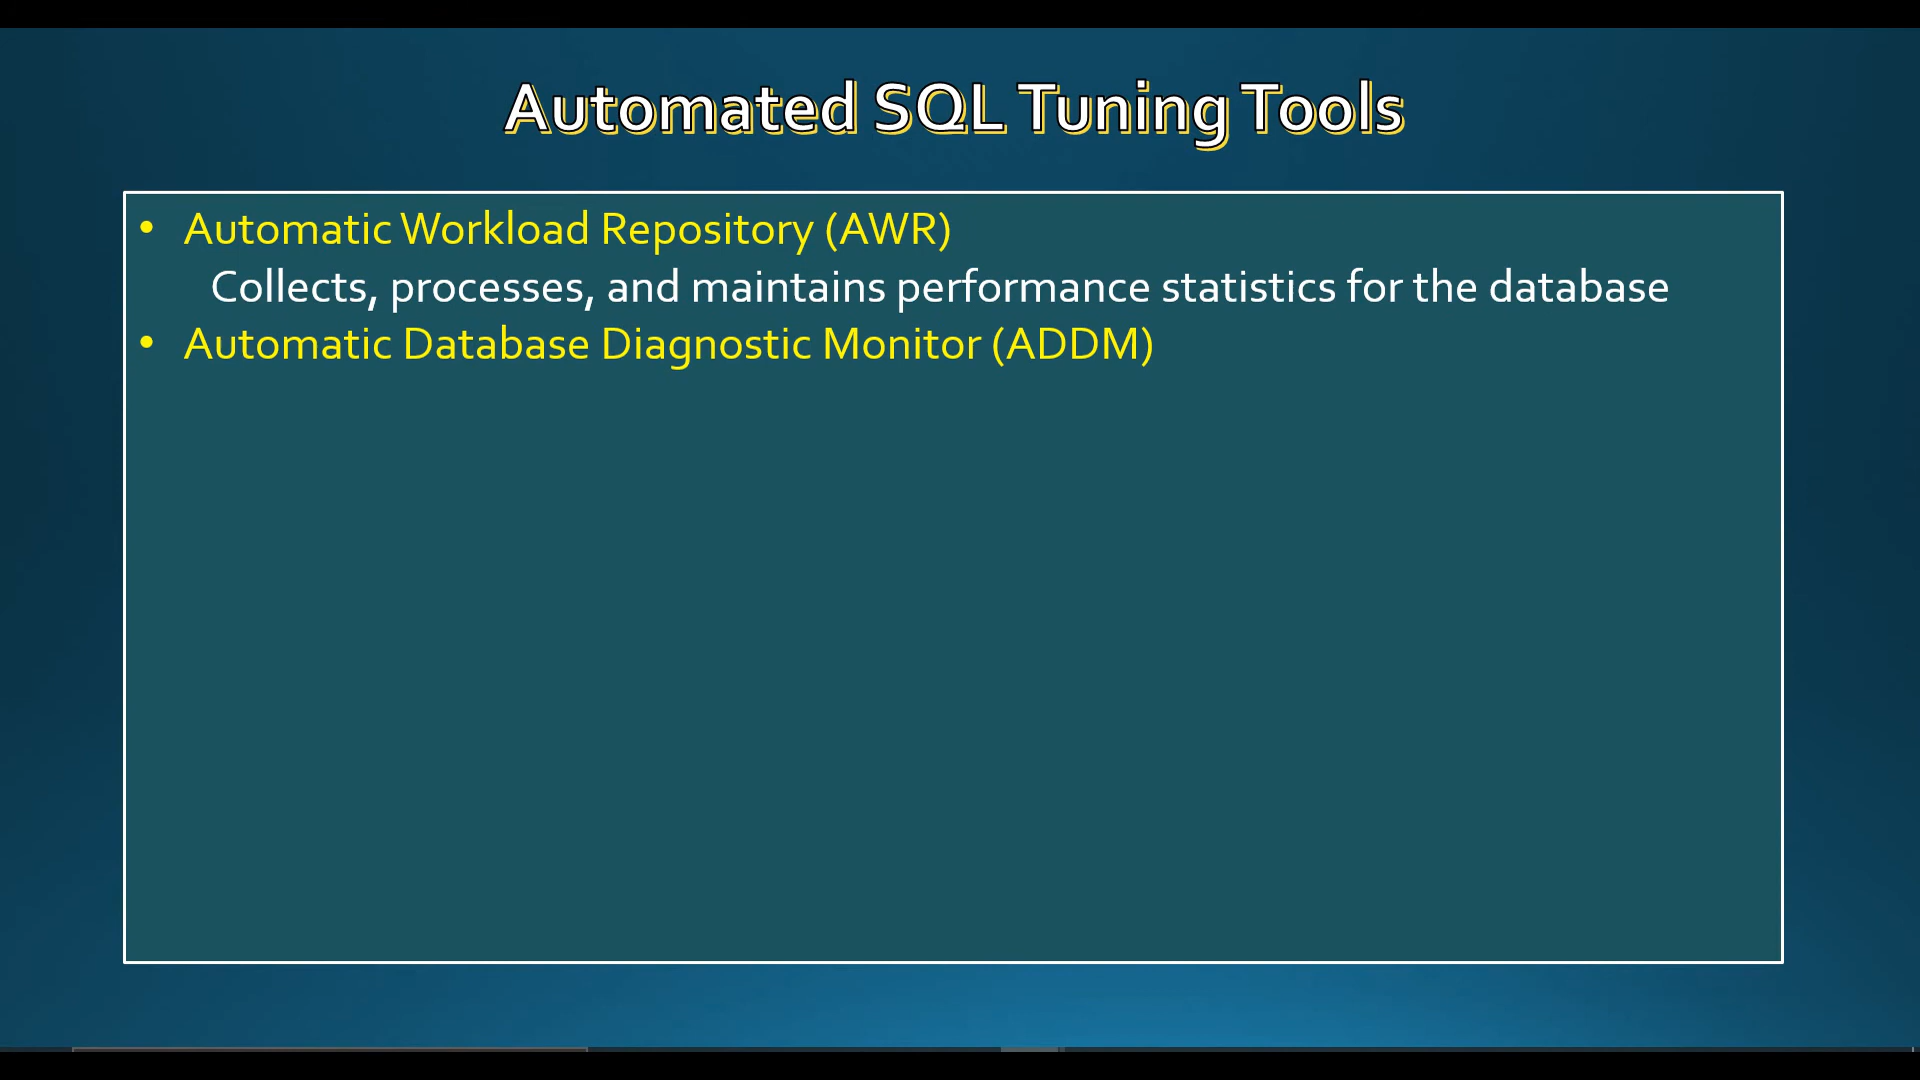 Automated SQL Tuning Tools
• Automatic Workload Repository (AWR)
Collects, processes, and maintains performance statistics for the database
• Automatic Database Diagnostic Monitor (ADDM)